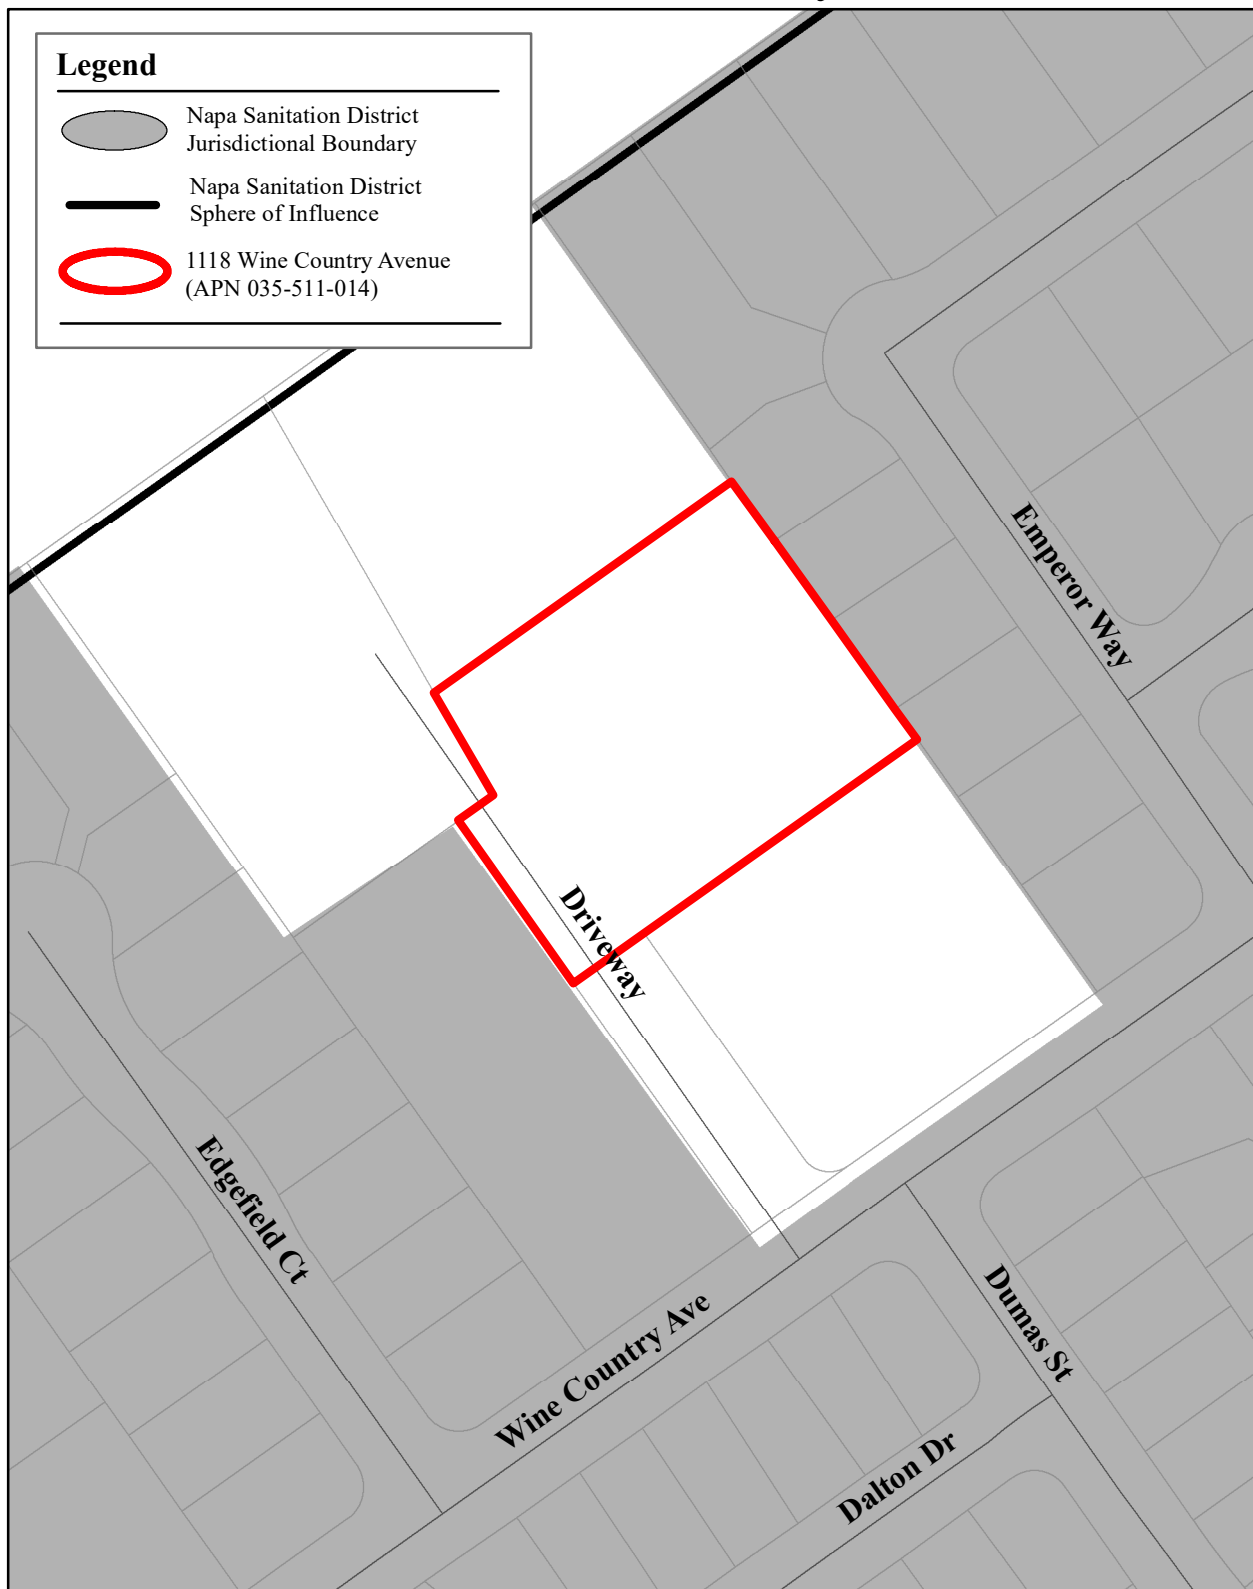 Legend
Napa Sanitation District
Jurisdictional Boundary
Napa Sanitation District
Sphere of Influence
1118 Wine Country Avenue
(APN 035-511-014)
Emperor Way
Driveway
Edgefield Ct
Wine Country Ave
Dumas St
Dalton Dr